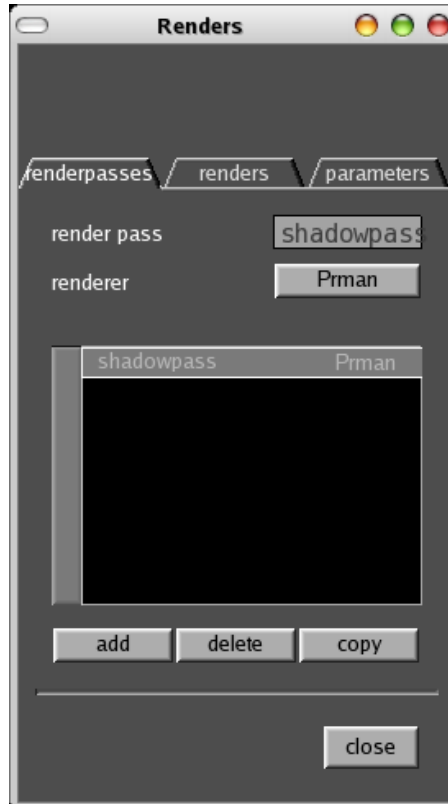 Renders
renderpasses renders parameters
render pass shadowpass
renderer Prman
shadowpass Prman
add delete copy
close